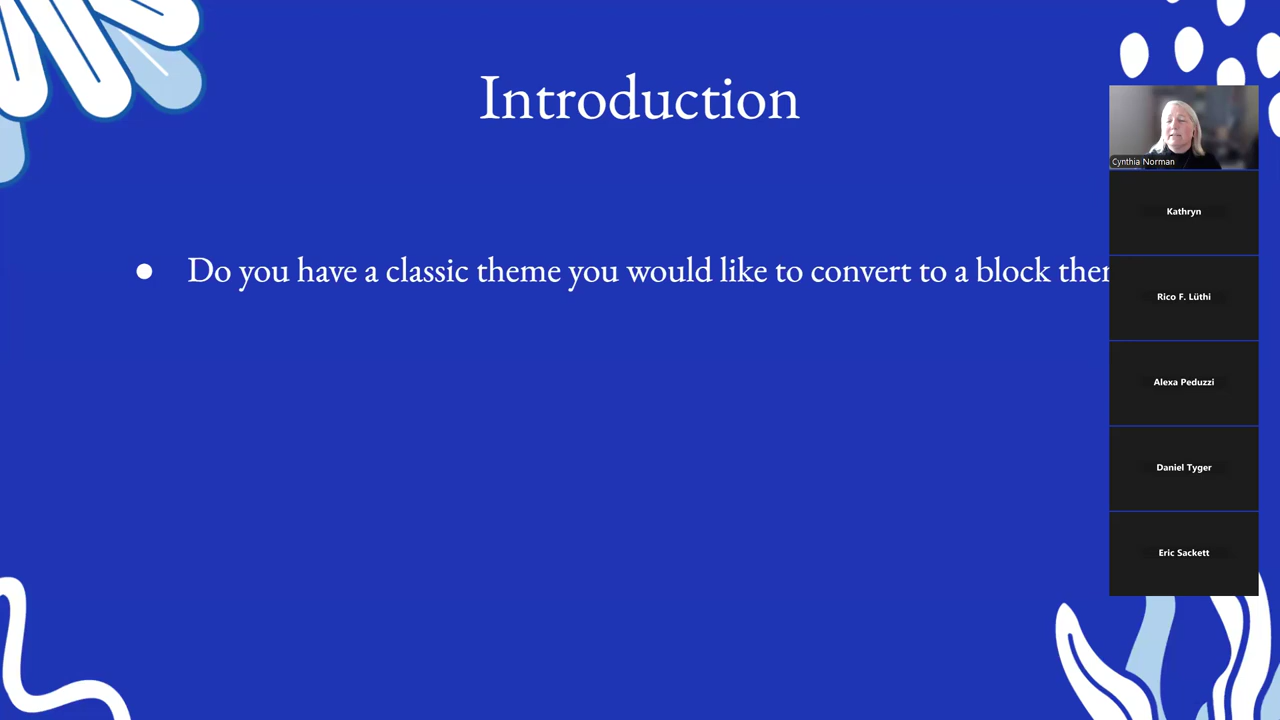 Introduction
● Do you have a classic theme you would like to convert to a block
Cynthia Norman
Kathryn
Rico F. Lüthi
Alexa Peduzzi
Daniel Tyger
Eric Sackett